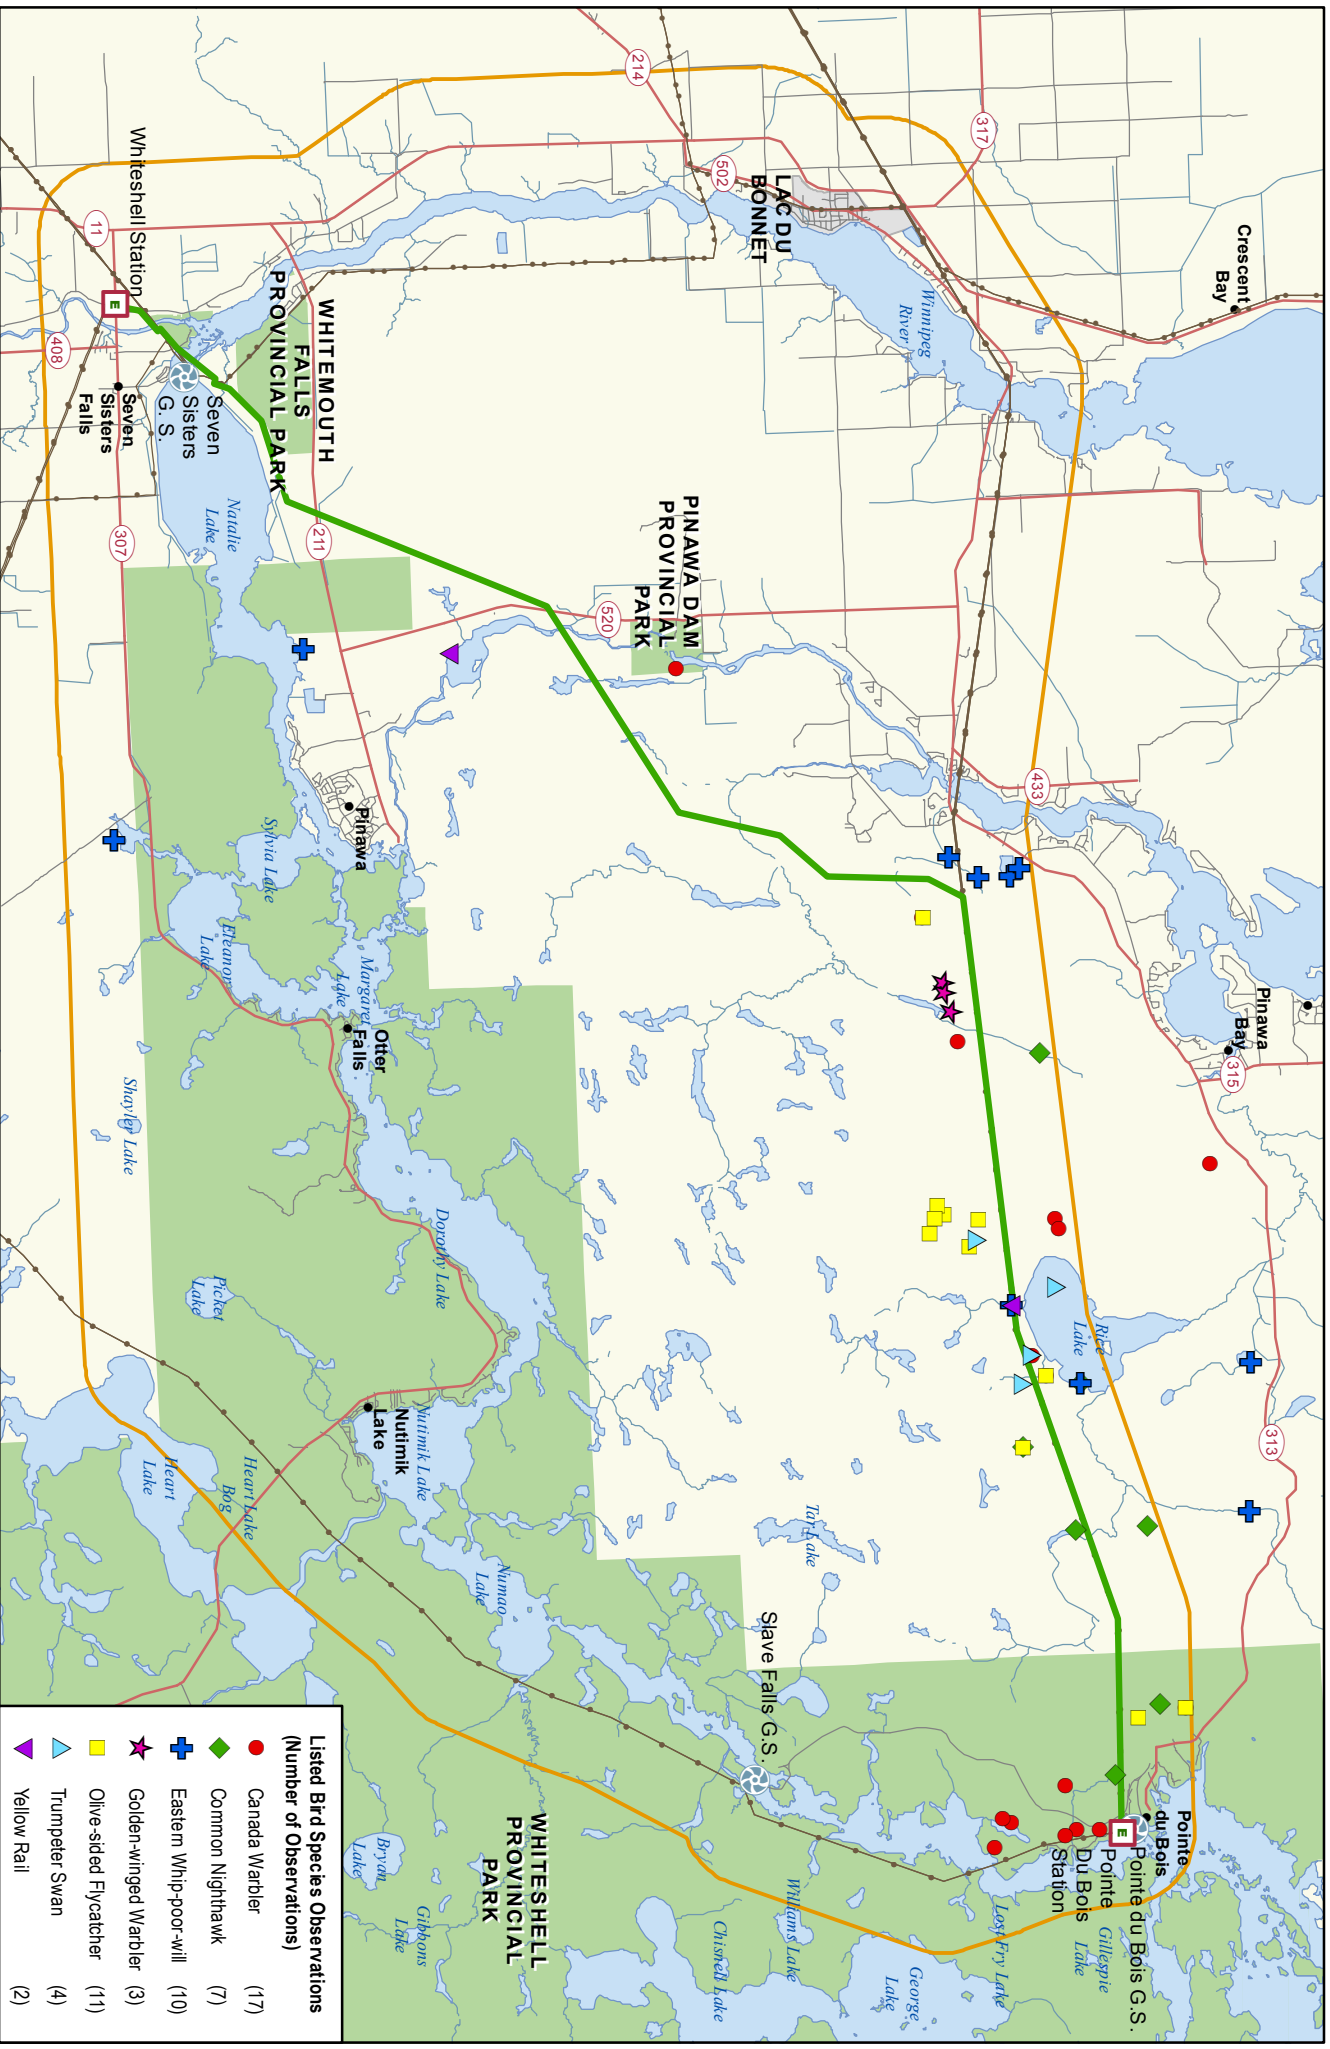 317
214
502
LAC DU
BONNET
Crescent
Bay
Winnipeg
River
Whiteshell Station
11
E
408
Seven
Sisters
Falls
Seven
Sisters
G. S.
WHITEMOUTH
FALLS
PROVINCIAL PARK
Natalie
Lake
307
211
PINAWA DAM
PROVINCIAL
PARK
520
433
Pinawa
Sylvia Lake
Eleanor
Lake
Margaret
Lake
Otter
Falls
Pinawa
Bay
315
Shayler Lake
Dorothy Lake
Picket
Lake
Rice
Lake
313
Nutimik
Lake
Nutimik Lake
Heart
Lake
Heart Lake
Bog
Tar Lake
Numao
Lake
Slave Falls G.S.
Pointe
du Bois
Pointe du Bois G.S.
E
Pointe
Du Bois
Station
Gillespie
Lake
Lost Fry Lake
George
Lake
Williams Lake
Chisnell Lake
WHITESHELL
PROVINCIAL
PARK
Bryan
Lake
Gibbons
Lake
Listed Bird Species Observations
(Number of Observations)
Canada Warbler (17)
Common Nighthawk (7)
Eastern Whip-poor-will (10)
Golden-winged Warbler (3)
Olive-sided Flycatcher (11)
Trumpeter Swan (4)
Yellow Rail (2)